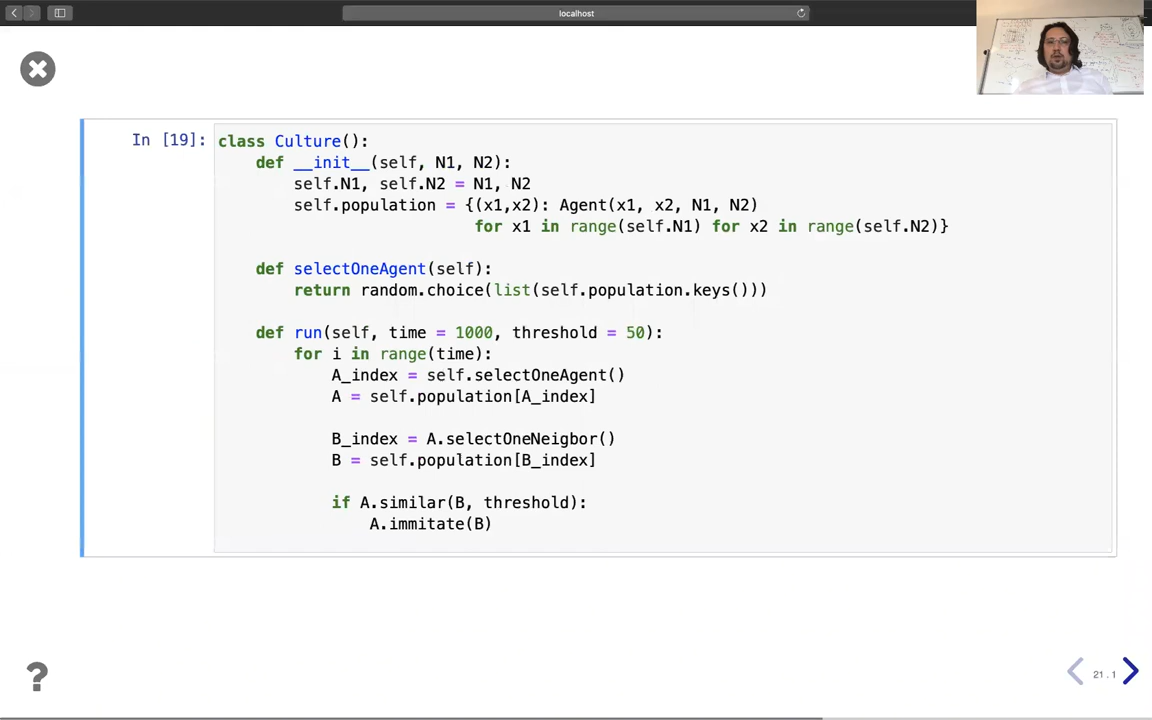 localhost
In [19]: class Culture():
def __init__(self, N1, N2):
self.N1, self.N2 = N1, N2
self.population = {(x1,x2): Agent(x1, x2, N1, N2)
for x1 in range(self.N1) for x2 in range(self.N2)}
def selectOneAgent(self):
return random.choice(list(self.population.keys()))
def run(self, time = 1000, threshold = 50):
for i in range(time):
A_index = self.selectOneAgent()
A = self.population[A_index]
B_index = A.selectOneNeigbor()
B = self.population[B_index]
if A.similar(B, threshold):
A.immitate(B)
?
21.1